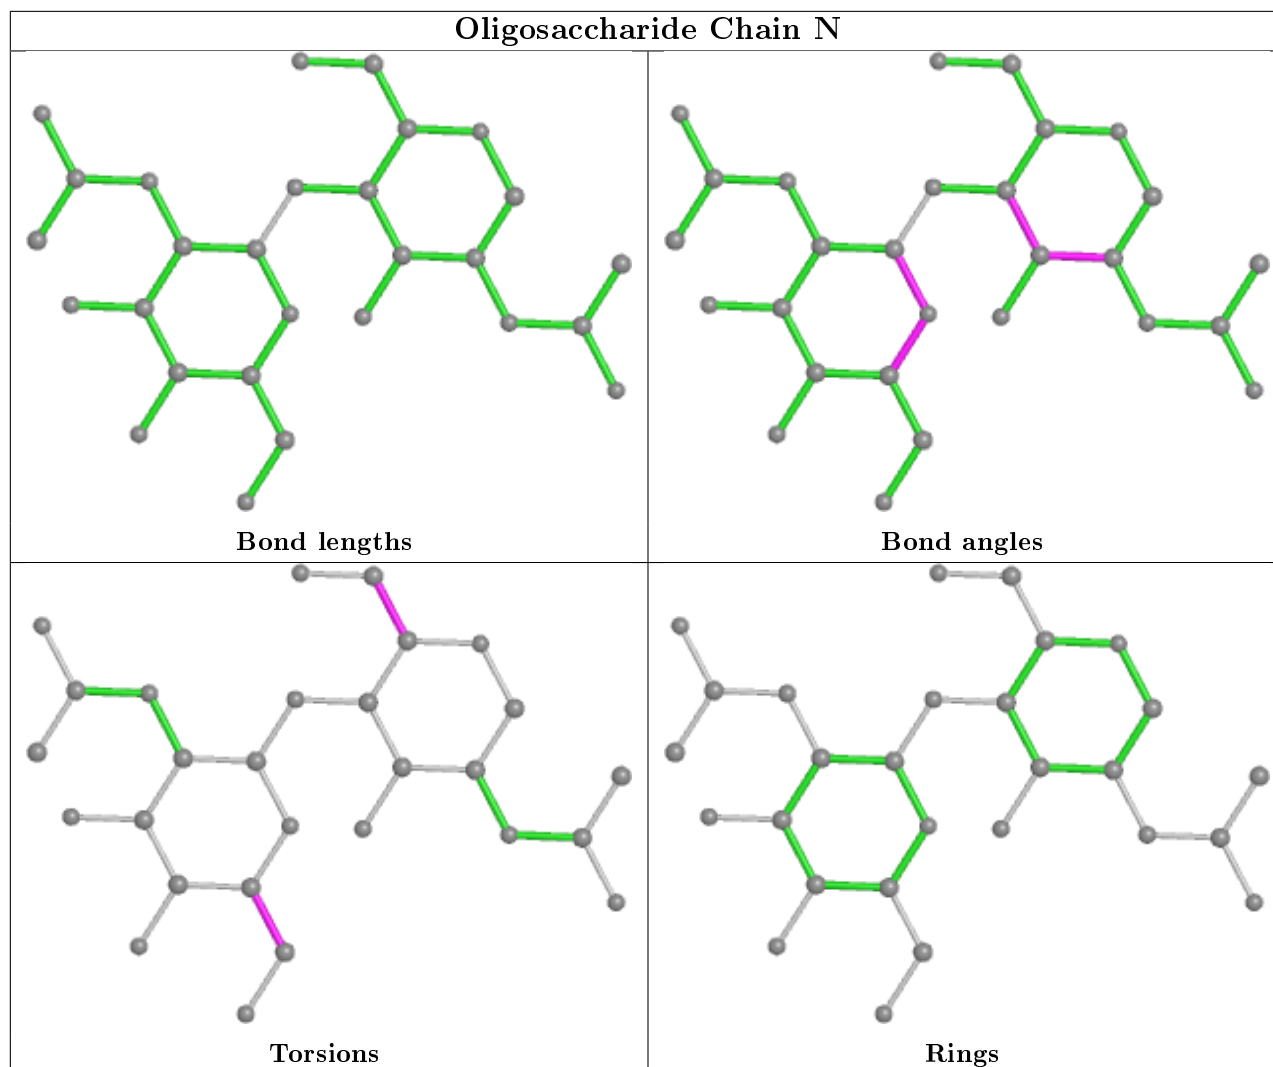 Oligosaccharide Chain N
Bond lengths
Bond angles
Torsions
Rings